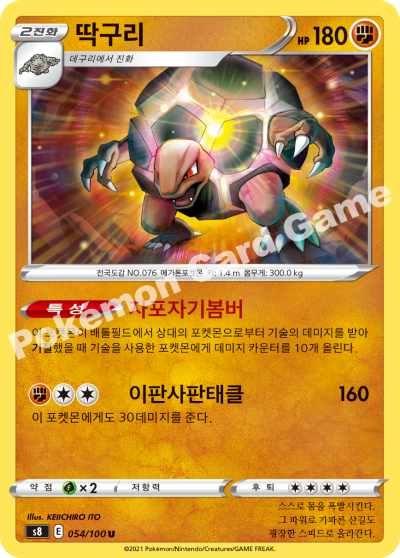 2진화
딱구리
HP 180
데구리에서 진화
전국도감 NO.076 메가톤포켓몬 키: 1.4 m 몸무게: 300.0 kg
특성 자포자기봄버
이 포켓몬이 배틀필드에서 상대의 포켓몬으로부터 기술의 데미지를 받아
기절했을 때 기술을 사용한 포켓몬에게 데미지 카운터를 10개 올린다.
이판사판태클 160
이 포켓몬에게도 30데미지를 준다.
약점 ×2 저항력 후퇴
Illus. KEIICHIRO ITO
s8 E 054/100 U
스스로 몸을 폭발시킨다.
그 파워로 가파른 산길도
굉장한 스피드로 올라간다.
©2021 Pokémon/Nintendo/Creatures/GAME FREAK.
Pokémon Card Game